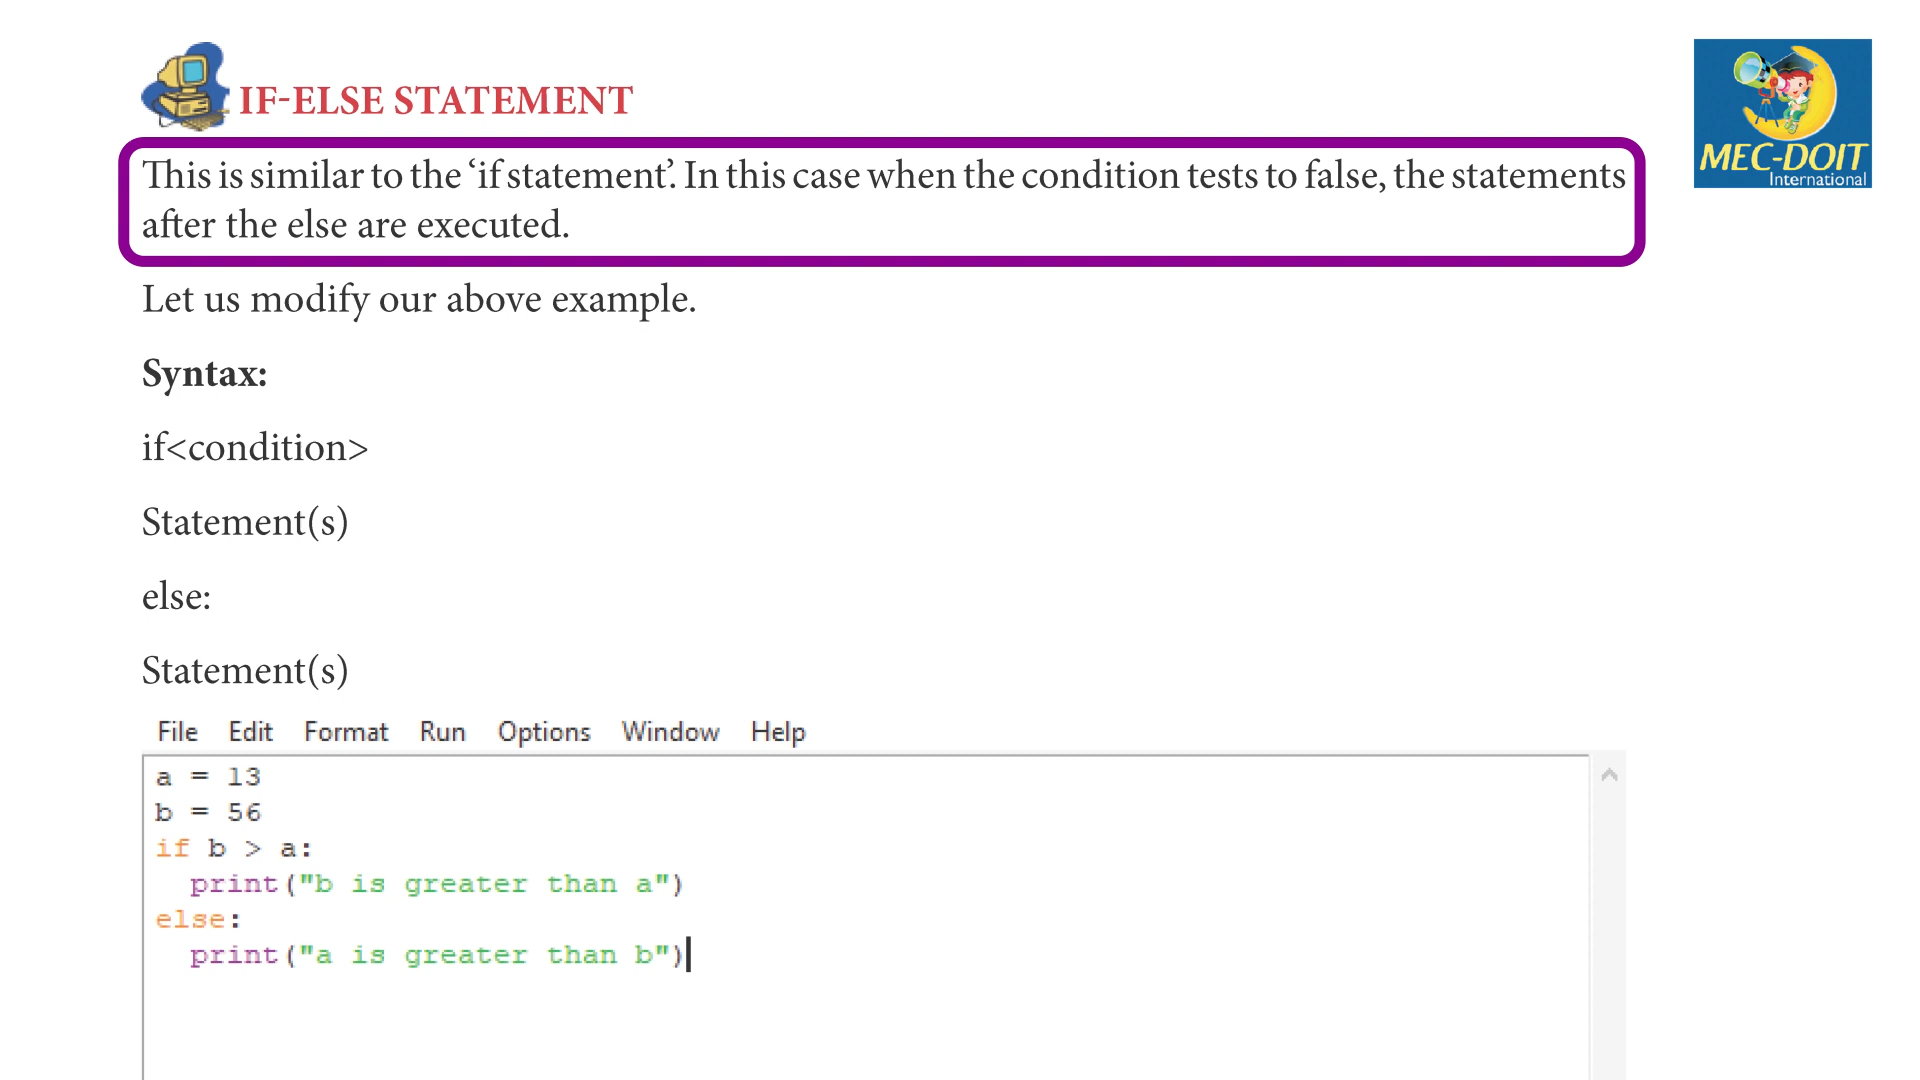 IF-ELSE STATEMENT
MEC-DOIT
International
This is similar to the ‘if statement’. In this case when the condition tests to false, the statements
after the else are executed.
Let us modify our above example.
Syntax:
if<condition>
Statement(s)
else:
Statement(s)
File Edit Format Run Options Window Help
a = 13
b = 56
if b > a:
  print("b is greater than a")
else:
  print("a is greater than b")